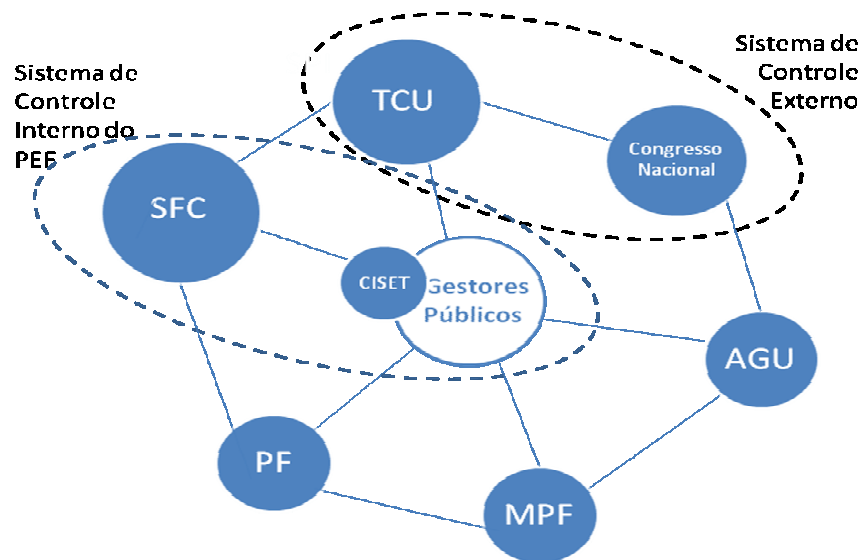 Sistema de
Controle
Externo
Sistema de
Controle
Interno do
PEF
TCU
Congresso
Nacional
SFC
CISET
Gestores
Públicos
AGU
PF
MPF